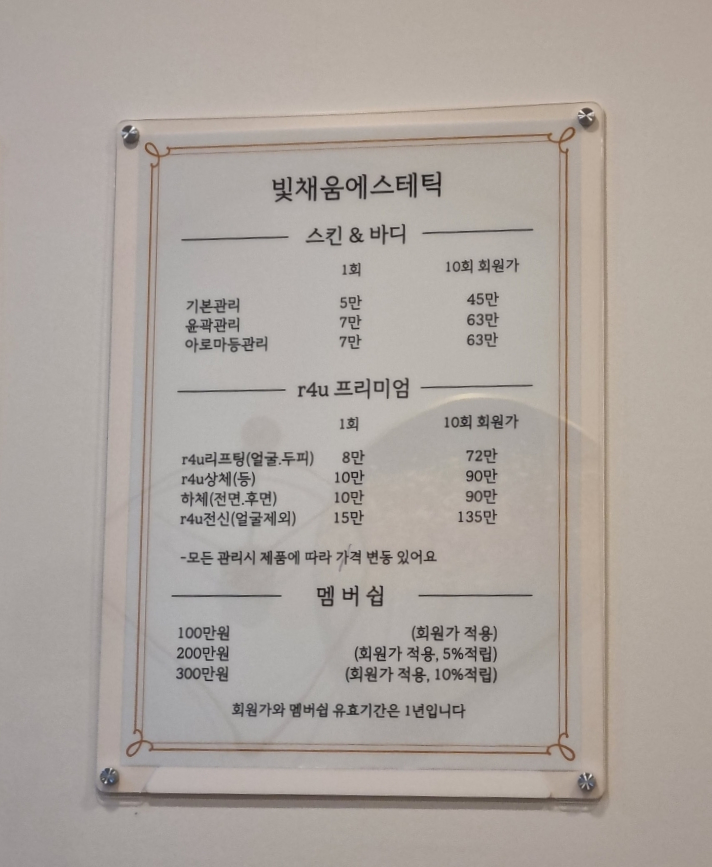 빛채움에스테틱
스킨 & 바디
1회 10회 회원가
기본관리 5만 45만
윤곽관리 7만 63만
아로마등관리 7만 63만
r4u 프리미엄
1회 10회 회원가
r4u리프팅(얼굴.두피) 8만 72만
r4u상체(등) 10만 90만
하체(전면.후면) 10만 90만
r4u전신(얼굴제외) 15만 135만
-모든 관리시 제품에 따라 가격 변동 있어요
멤버쉽
100만원 (회원가 적용)
200만원 (회원가 적용, 5%적립)
300만원 (회원가 적용, 10%적립)
회원가와 멤버쉽 유효기간은 1년입니다